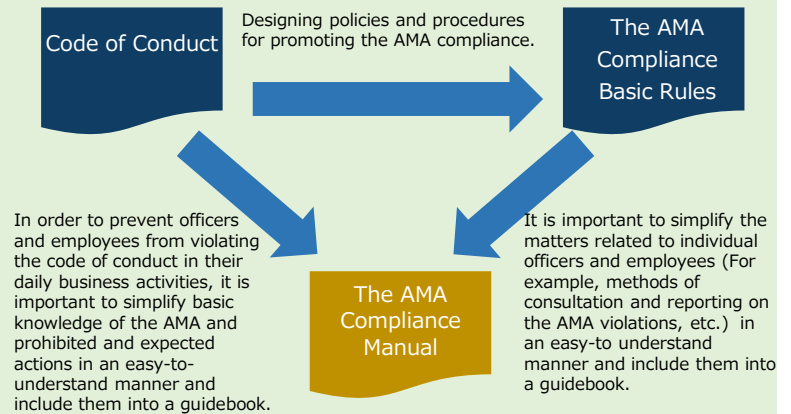 Code of Conduct
Designing policies and procedures
for promoting the AMA compliance.
The AMA
Compliance
Basic Rules
In order to prevent officers
and employees from violating
the code of conduct in their
daily business activities, it is
important to simplify basic
knowledge of the AMA and
prohibited and expected
actions in an easy-to-
understand manner and
include them into a guidebook.
The AMA
Compliance
Manual
It is important to simplify the
matters related to individual
officers and employees (For
example, methods of
consultation and reporting on
the AMA violations, etc.) in
an easy-to understand
manner and include them into
a guidebook.